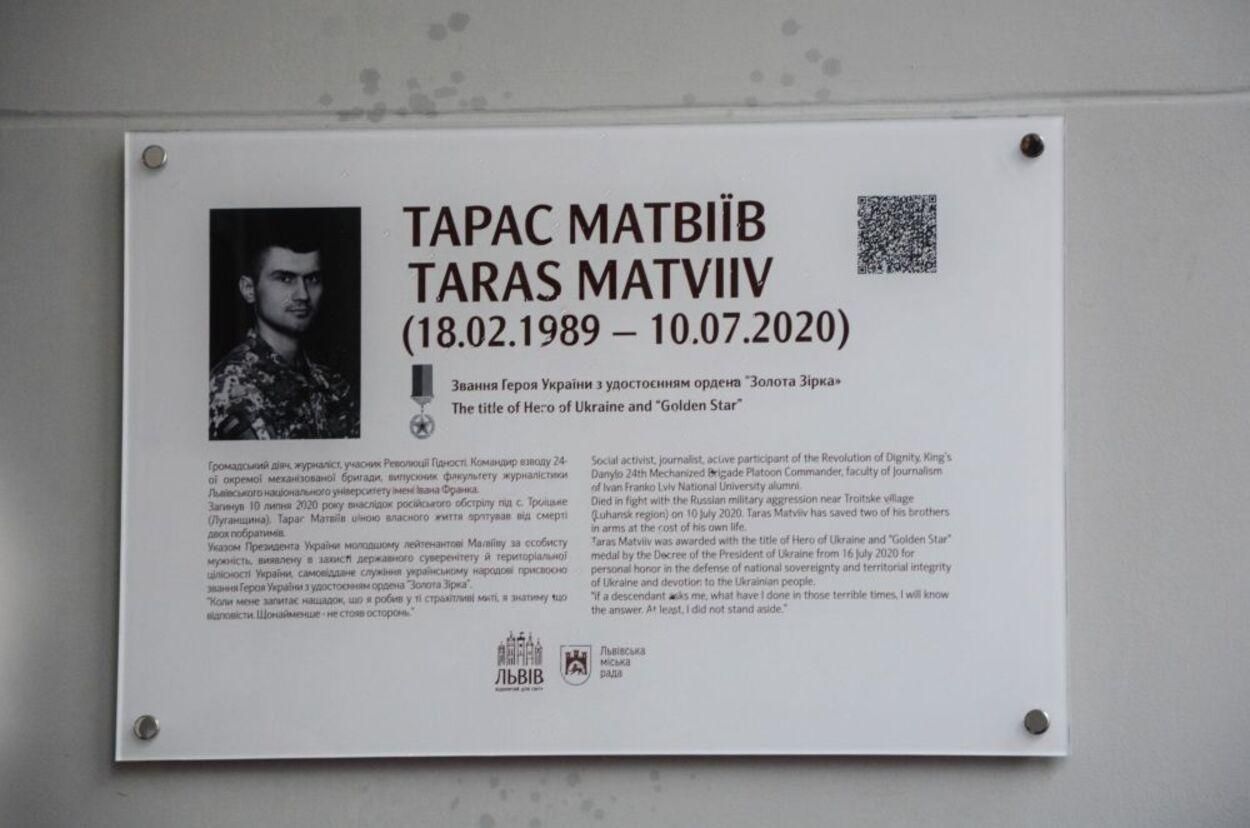 ТАРАС МАТВІЇВ
TARAS MATVIIV
(18.02.1989 – 10.07.2020)
Звання Героя України з удостоєнням ордена "Золота Зірка»
The title of Hero of Ukraine and "Golden Star"
Громадський діяч, журналіст, учасник Революції Гідності. Командир взводу 24-
ої окремої механізованої бригади, випускник факультету журналістики
Львівського національного університету імені Івана Франка.
Загинув 10 липня 2020 року внаслідок російського обстрілу під с. Троїцьке
(Луганщина). Тарас Матвіїв ціною власного життя врятував від смерті
двох побратимів.
Указом Президента України молодшому лейтенантові Матвіїву за особисту
мужність, виявлену в захисті державного суверенітету й територіальної
цілісності України, самовіддане служіння українському народові присвоєно
звання Героя України з удостоєнням ордена "Золота Зірка".
"Коли мене запитає нащадок, що я робив у ті страхітливі миті, я знатиму що
відповісти. Щонайменше - не стояв осторонь."
Social activist, journalist, active participant of the Revolution of Dignity, King's
Danylo 24th Mechanized Brigade Platoon Commander, faculty of Journalism
of Ivan Franko Lviv National University alumni.
Died in fight with the Russian military aggression near Troitske village
(Luhansk region) on 10 July 2020. Taras Matviiv has saved two of his brothers
in arms at the cost of his own life.
Taras Matviiv was awarded with the title of Hero of Ukraine and "Golden Star"
medal by the Decree of the President of Ukraine from 16 July 2020 for
personal honor in the defense of national sovereignty and territorial integrity
of Ukraine and devotion to the Ukrainian people.
"if a descendant asks me, what have I done in those terrible times, I will know
the answer. At least, I did not stand aside."
ЛЬВІВ
відкритий для світу
Львівська
міська
рада